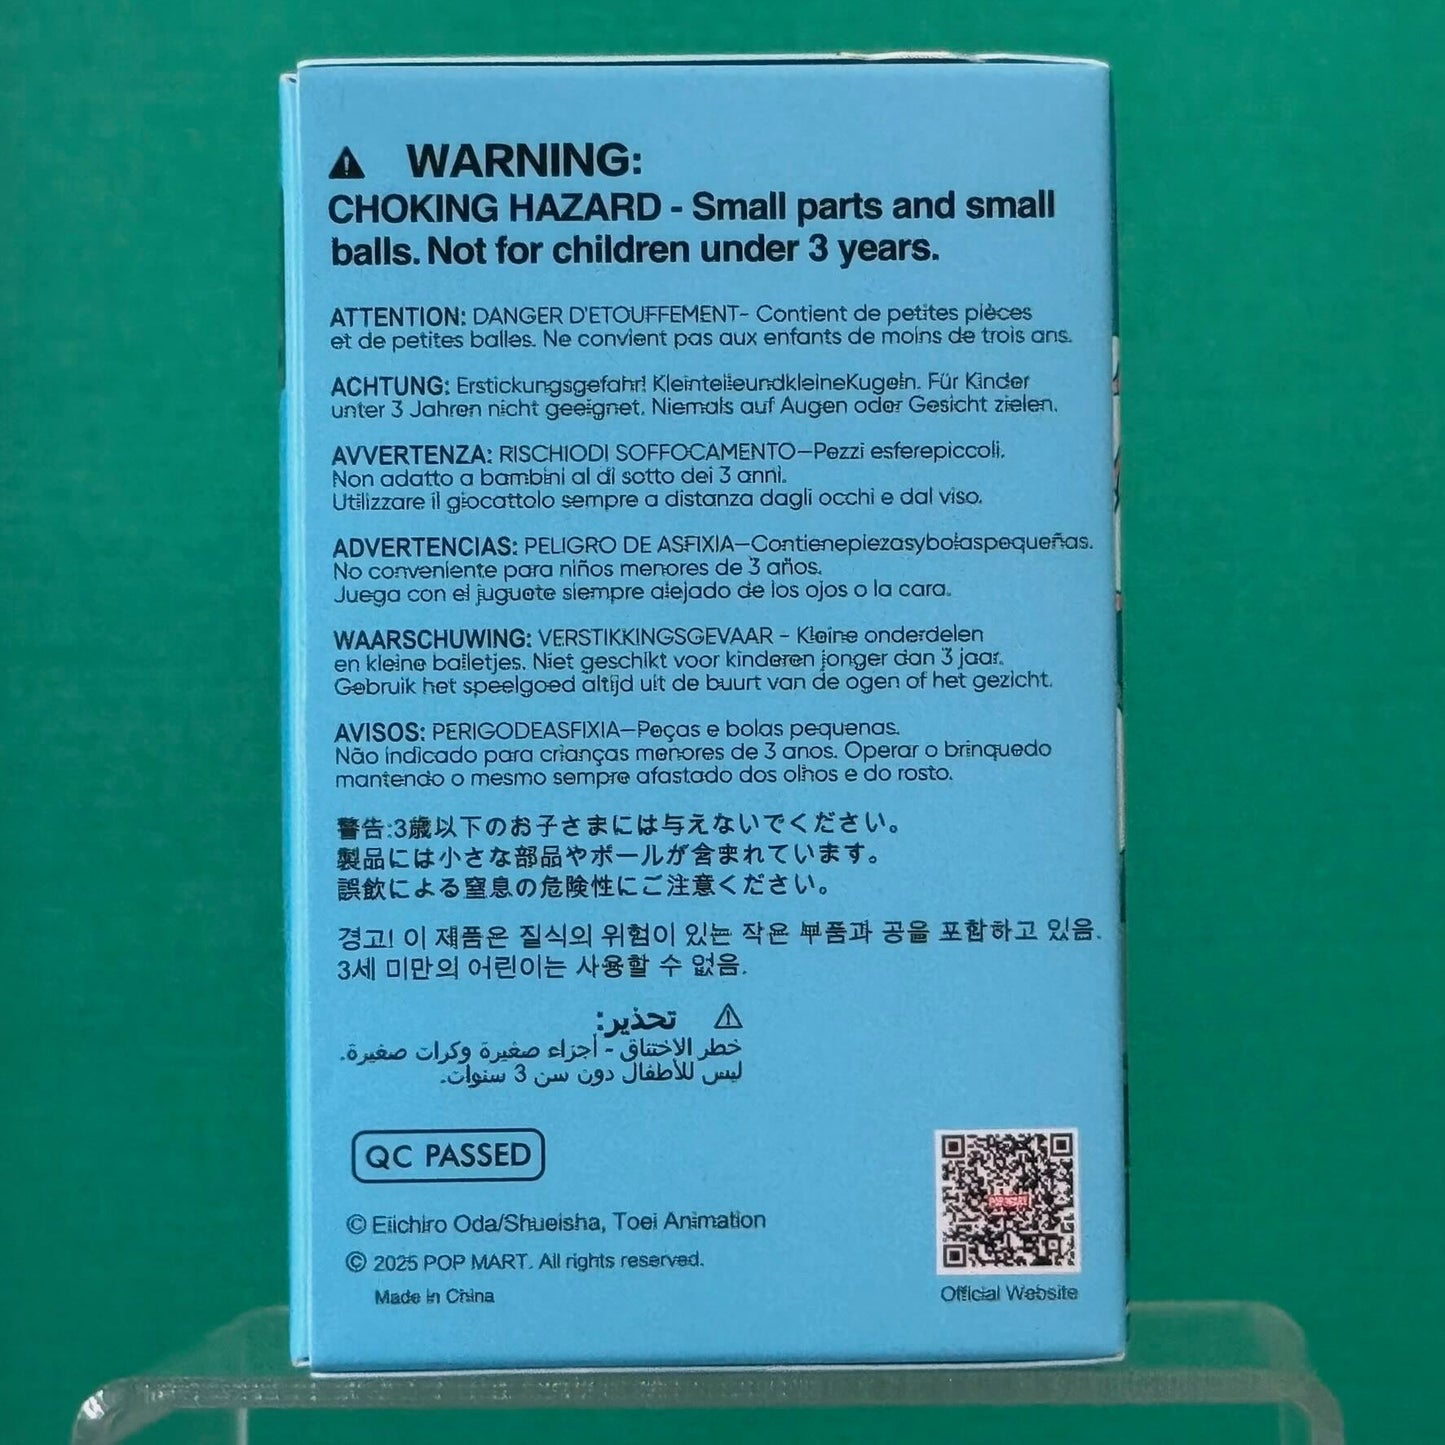 WARNING:
CHOKING HAZARD - Small parts and small
balls. Not for children under 3 years.
ATTENTION: DANGER D'ETOUFFEMENT- Contient de petites pièces
et de petites balles. Ne convient pas aux enfants de moins de trois ans.
ACHTUNG: Erstickungsgefahr! KleinteileundkleineKugeln. Für Kinder
unter 3 Jahren nicht geeignet. Niemals auf Augen oder Gesicht zielen.
AVVERTENZA: RISCHIODI SOFFOCAMENTO—Pezzi esferepiccoli.
Non adatto a bambini al di sotto dei 3 anni.
Utilizzare il giocattolo sempre a distanza dagli occhi e dal viso.
ADVERTENCIAS: PELIGRO DE ASFIXIA—Contienepiezasybolaspequeñas.
No conveniente para niños menores de 3 años.
Juega con el juguete siempre alejado de los ojos o la cara.
WAARSCHUWING: VERSTIKKINGSGEVAAR - Kleine onderdelen
en kleine balletjes. Niet geschikt voor kinderen jonger dan 3 jaar.
Gebruik het speelgoed altijd uit de buurt van de ogen of het gezicht.
AVISOS: PERIGODEASFIXIA—Peças e bolas pequenas.
Não indicado para crianças menores de 3 anos. Operar o brinquedo
mantendo o mesmo sempre afastado dos olhos e do rosto.
警告:3歳以下のお子さまには与えないでください。
製品には小さな部品やボールが含まれています。
誤飲による窒息の危険性にご注意ください。
경고! 이 제품은 질식의 위험이 있는 작은 부품과 공을 포함하고 있음.
3세 미만의 어린이는 사용할 수 없음.
تحذير:
خطر الاختناق - أجزاء صغيرة وكرات صغيرة.
ليس للأطفال دون سن 3 سنوات.
QC PASSED
© Eiichiro Oda/Shueisha, Toei Animation
© 2025 POP MART. All rights reserved.
Made in China
POP MART
Official Website